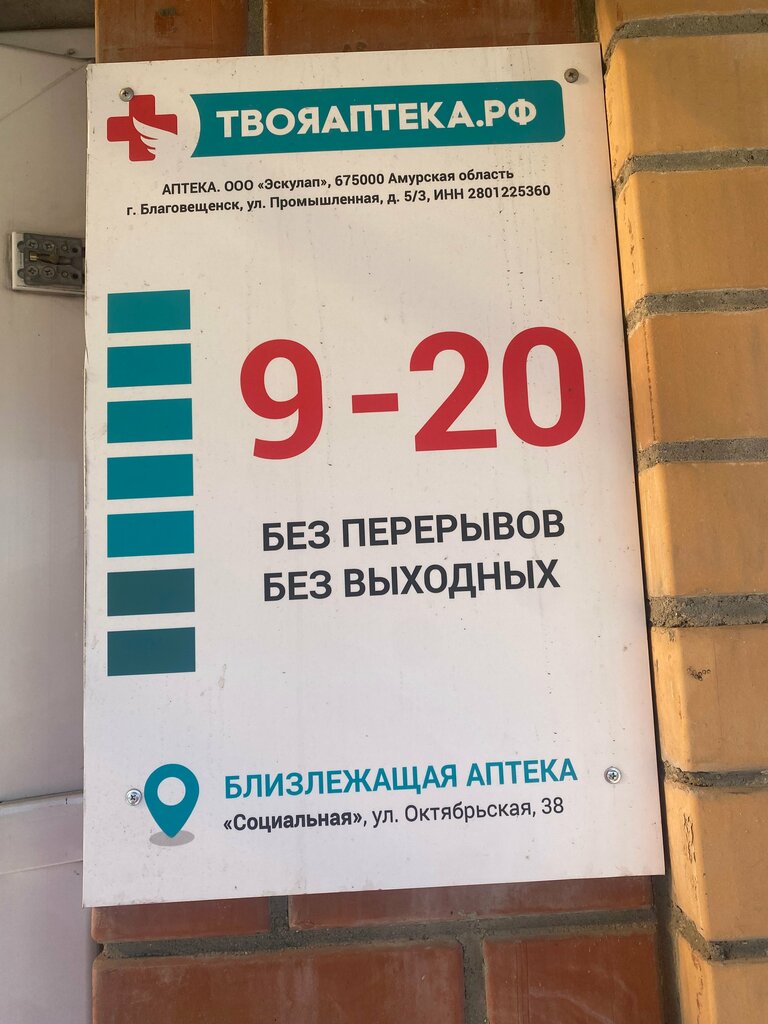 ТВОЯАПТЕКА.РФ
АПТЕКА. ООО «Эскулап», 675000 Амурская область
г. Благовещенск, ул. Промышленная, д. 5/3, ИНН 2801225360
9-20
БЕЗ ПЕРЕРЫВОВ
БЕЗ ВЫХОДНЫХ
БЛИЗЛЕЖАЩАЯ АПТЕКА
«Социальная», ул. Октябрьская, 38